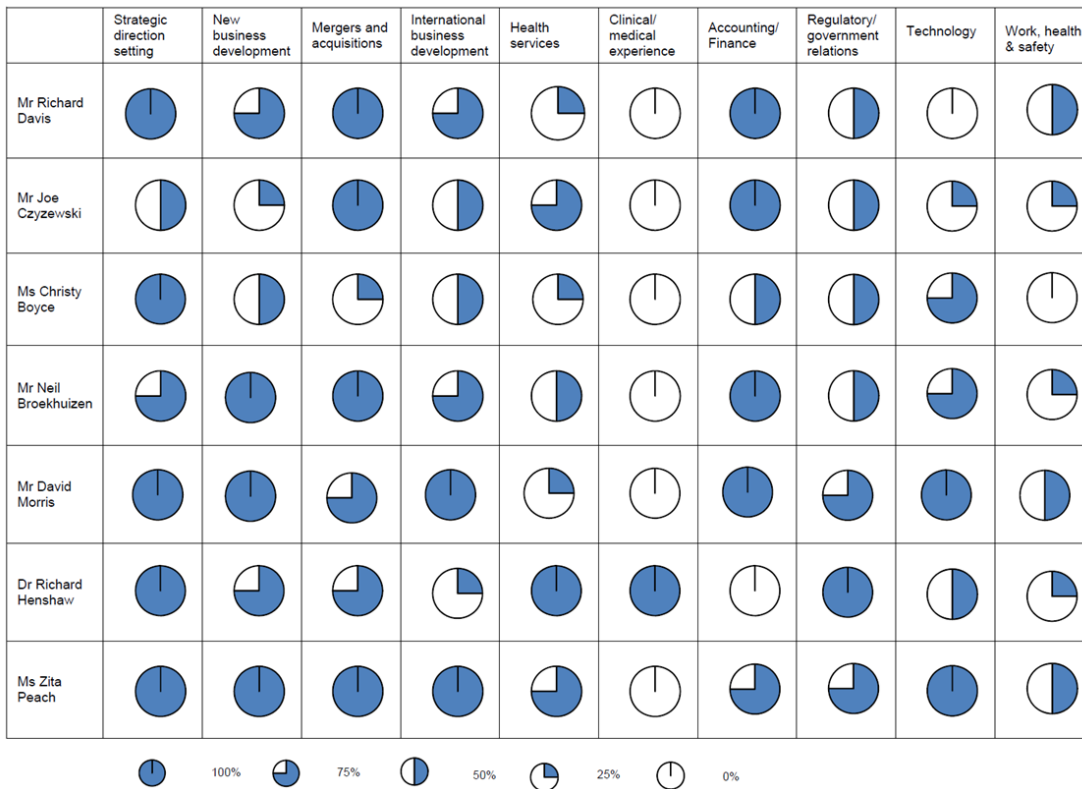 Strategic
direction
setting
New
business
development
Mergers and
acquisitions
International
business
development
Health
services
Clinical/
medical
experience
Accounting/
Finance
Regulatory/
government
relations
Technology
Work, health
& safety
Mr Richard
Davis
Mr Joe
Czyzewski
Ms Christy
Boyce
Mr Neil
Broekhuizen
Mr David
Morris
Dr Richard
Henshaw
Ms Zita
Peach
100% 75% 50% 25% 0%